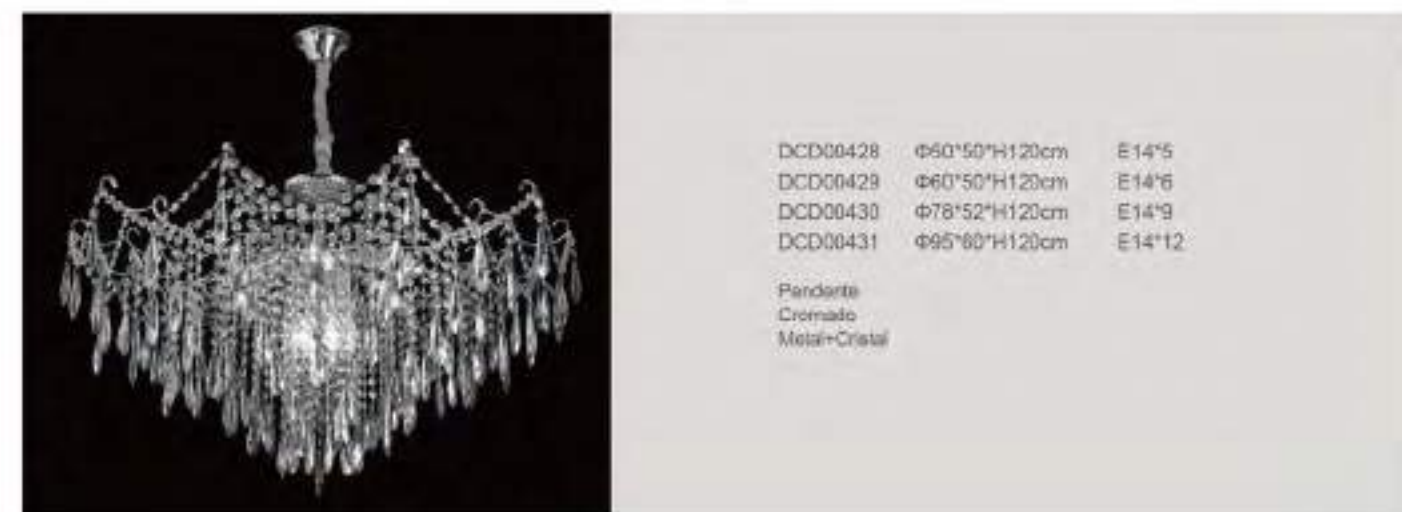 DCD00428 Φ50*50*H120cm E14*5
DCD00429 Φ60*50*H120cm E14*6
DCD00430 Φ78*52*H120cm E14*9
DCD00431 Φ95*60*H120cm E14*12
Pendente
Cromado
Metal+Cristal